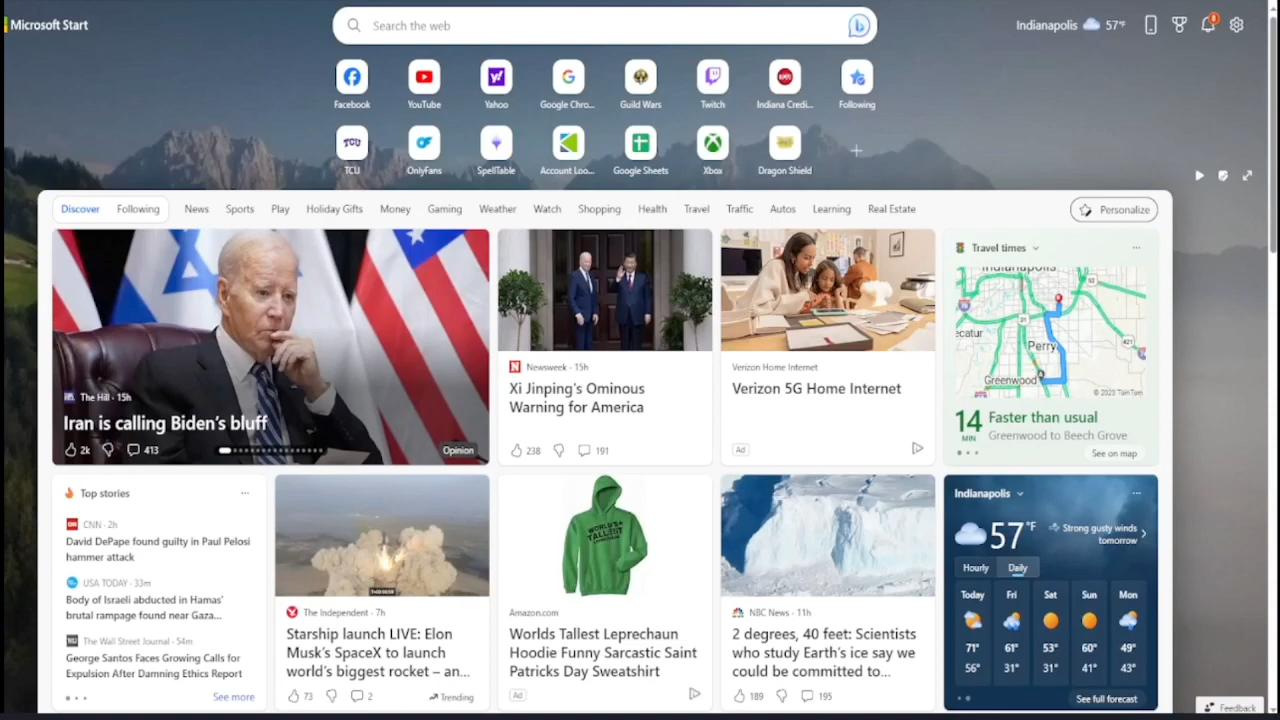 Microsoft Start
Search the web
Indianapolis 57°F
8
Facebook
YouTube
Yahoo
Google Chro...
Guild Wars
Twitch
Indiana Credi...
Following
TCU
TCU
OnlyFans
SpellTable
Account Loo...
Google Sheets
Xbox
Dragon Shield
Discover
Following
News
Sports
Play
Holiday Gifts
Money
Gaming
Weather
Watch
Shopping
Health
Travel
Traffic
Autos
Learning
Real Estate
Personalize
The Hill · 15h
Iran is calling Biden's bluff
2k
413
Opinion
Newsweek · 15h
Xi Jinping's Ominous
Warning for America
238
191
Verizon Home Internet
Verizon 5G Home Internet
Ad
Travel times
Indianapolis
ecatur
Perry
421
Greenwood
© 2023 TomTom
14
MIN
Faster than usual
Greenwood to Beech Grove
See on map
Top stories
CNN · 2h
David DePape found guilty in Paul Pelosi
hammer attack
USA TODAY · 33m
Body of Israeli abducted in Hamas'
brutal rampage found near Gaza...
The Wall Street Journal · 54m
George Santos Faces Growing Calls for
Expulsion After Damning Ethics Report
See more
The Independent · 7h
Starship launch LIVE: Elon
Musk's SpaceX to launch
world's biggest rocket – an...
73
2
Trending
WORLD'S
TALLEST
LEPRECHAUN
Amazon.com
Worlds Tallest Leprechaun
Hoodie Funny Sarcastic Saint
Patricks Day Sweatshirt
Ad
NBC News · 11h
2 degrees, 40 feet: Scientists
who study Earth's ice say we
could be committed to...
189
195
Indianapolis
57°F
Strong gusty winds
tomorrow
Hourly
Daily
Today Fri Sat Sun Mon
71° 61° 53° 60° 49°
56° 31° 31° 41° 43°
See full forecast
Feedback